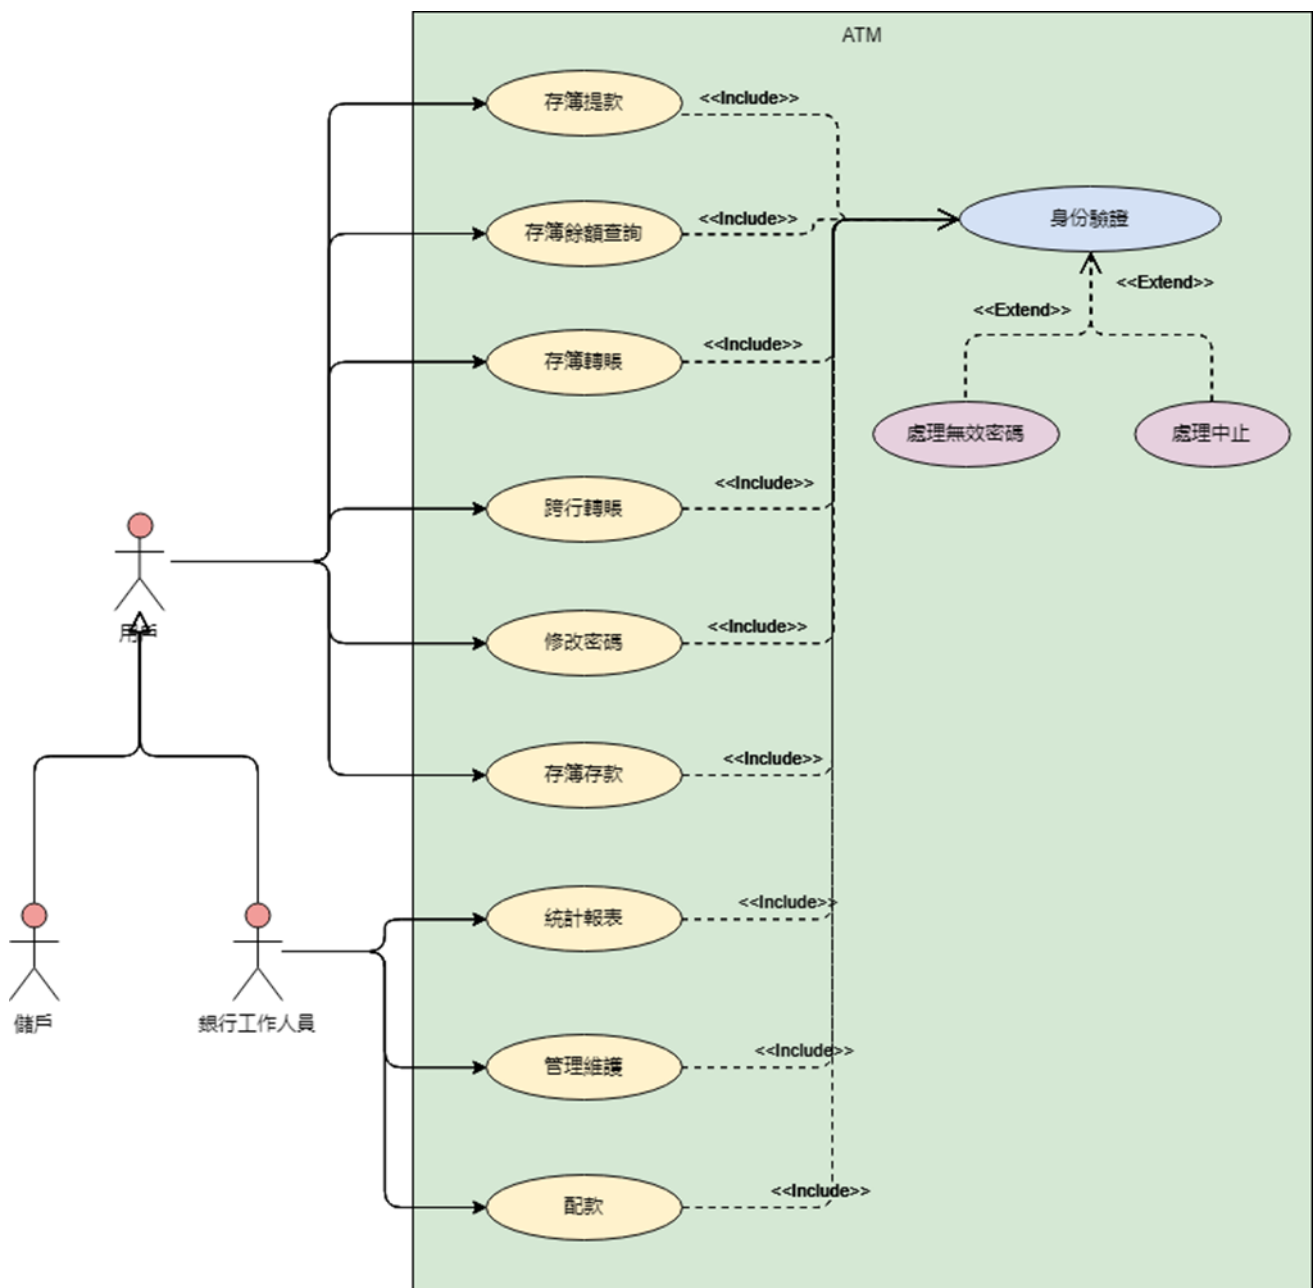 ATM
存簿提款
<<Include>>
存簿餘額查詢
<<Include>>
身份驗證
<<Extend>>
<<Extend>>
存簿轉賬
<<Include>>
處理無效密碼
處理中止
跨行轉賬
<<Include>>
用戶
修改密碼
<<Include>>
存簿存款
<<Include>>
統計報表
<<Include>>
儲戶
銀行工作人員
管理維護
<<Include>>
配款
<<Include>>